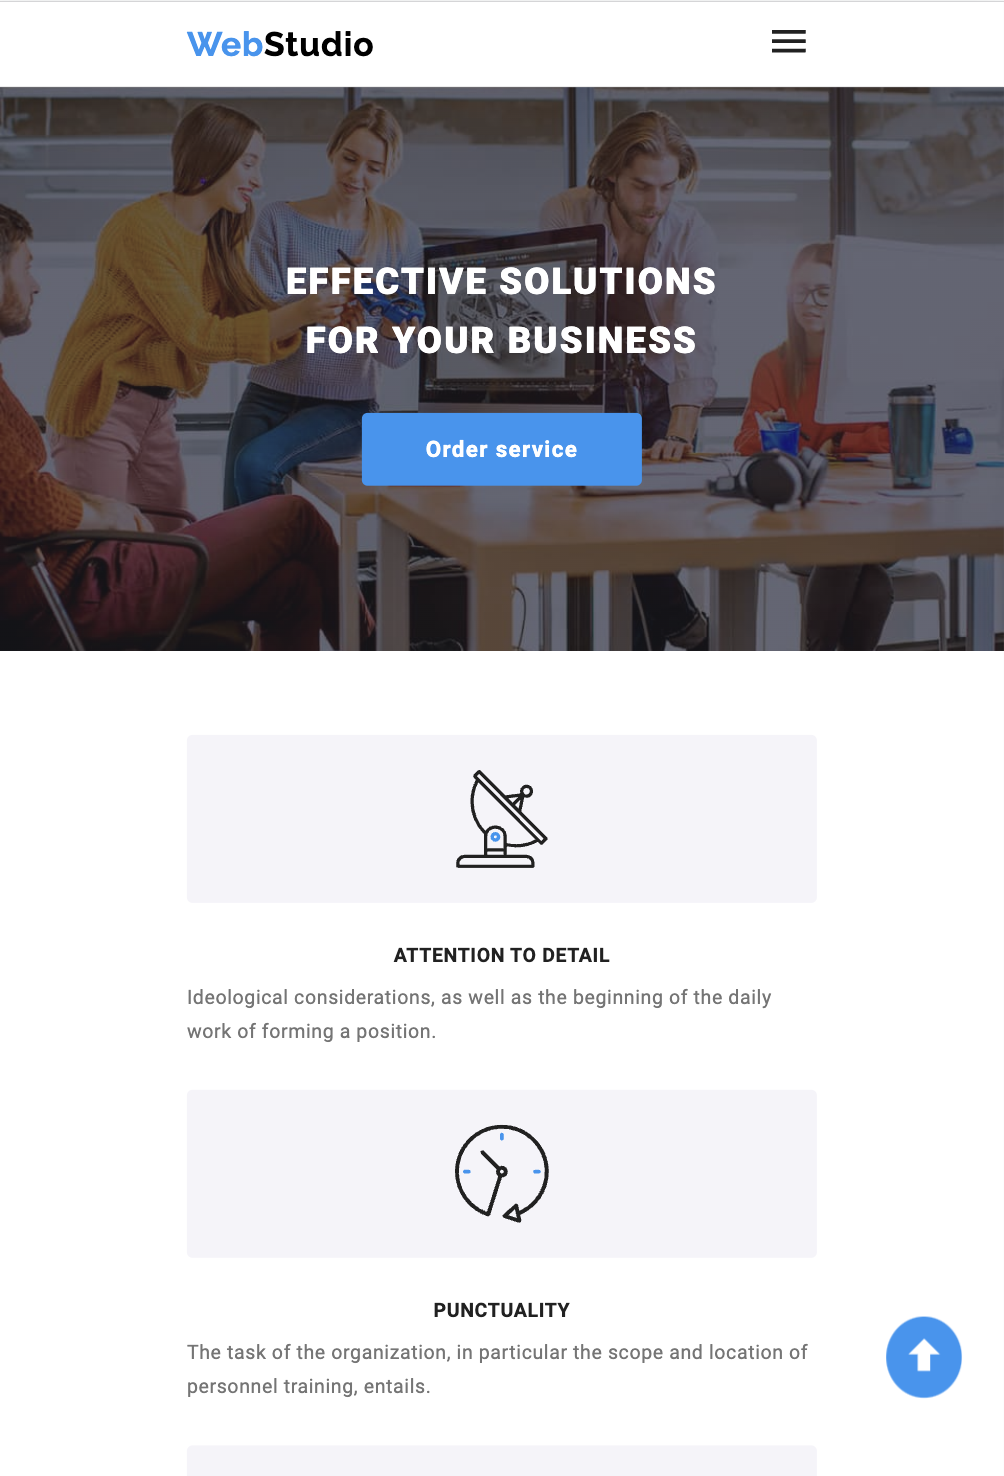 WebStudio
EFFECTIVE SOLUTIONS
FOR YOUR BUSINESS
Order service
ATTENTION TO DETAIL
Ideological considerations, as well as the beginning of the daily
work of forming a position.
PUNCTUALITY
The task of the organization, in particular the scope and location of
personnel training, entails.